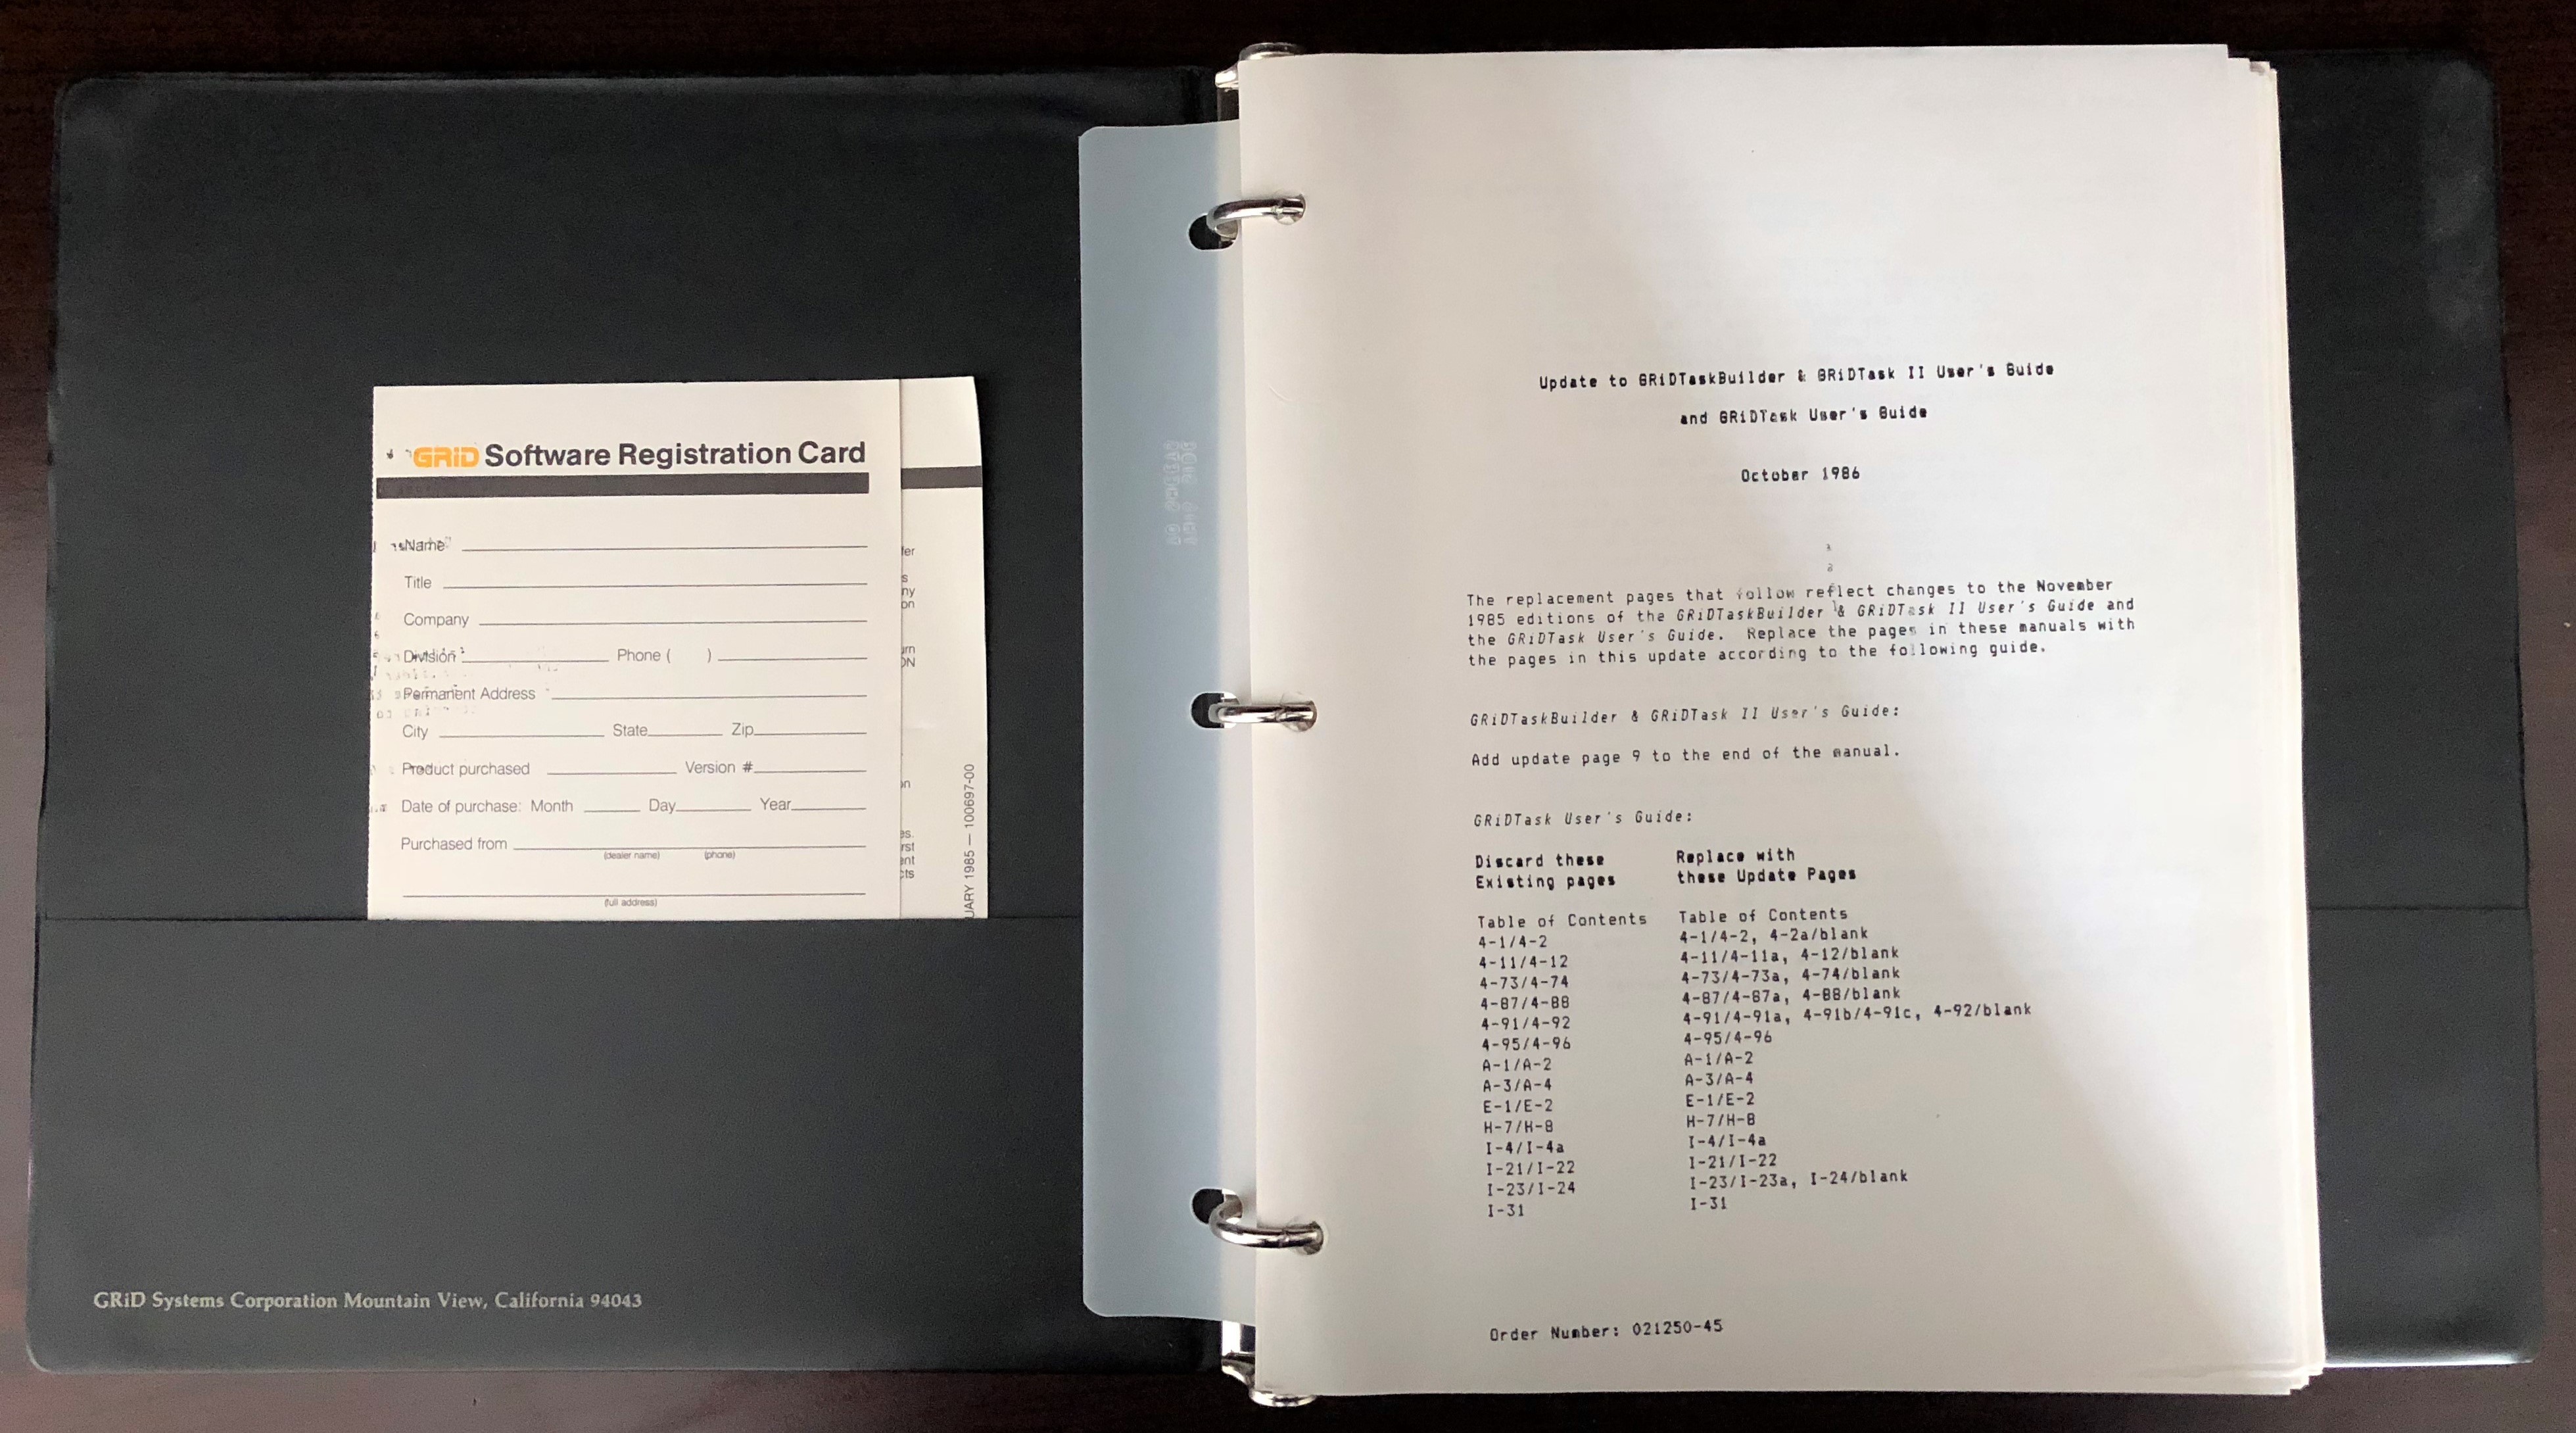 GRiD Software Registration Card
Name
Title
Company
Division Phone ( )
Permanent Address
City State Zip
Product purchased Version #
Date of purchase: Month Day Year
Purchased from
(dealer name) (phone)
(full address)
UARY 1985 — 100697-00
GRiD Systems Corporation Mountain View, California 94043
Update to GRiDTaskBuilder & GRiDTask II User's Guide
and GRiDTask User's Guide
October 1986
The replacement pages that follow reflect changes to the November
1985 editions of the GRiDTaskBuilder & GRiDTask II User's Guide and
the GRiDTask User's Guide. Replace the pages in these manuals with
the pages in this update according to the following guide.
GRiDTaskBuilder & GRiDTask II User's Guide:
Add update page 9 to the end of the manual.
GRiDTask User's Guide:
Discard these Replace with
Existing pages these Update Pages
Table of Contents Table of Contents
4-1/4-2 4-1/4-2, 4-2a/blank
4-11/4-12 4-11/4-11a, 4-12/blank
4-73/4-74 4-73/4-73a, 4-74/blank
4-87/4-88 4-87/4-87a, 4-88/blank
4-91/4-92 4-91/4-91a, 4-91b/4-91c, 4-92/blank
4-95/4-96 4-95/4-96
A-1/A-2 A-1/A-2
A-3/A-4 A-3/A-4
E-1/E-2 E-1/E-2
H-7/H-8 H-7/H-8
I-4/I-4a I-4/I-4a
I-21/I-22 I-21/I-22
I-23/I-24 I-23/I-23a, I-24/blank
I-31 I-31
Order Number: 021250-45